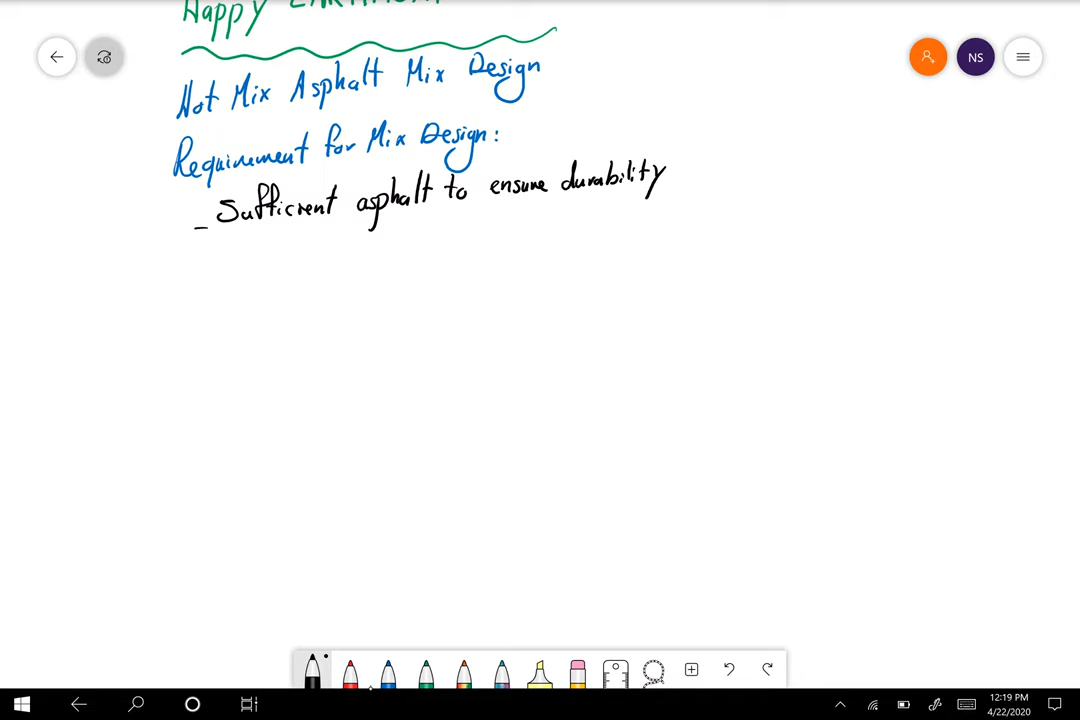 Happy
NS
Hot Mix Asphalt Mix Design
Requirement for Mix Design:
- Sufficient asphalt to ensure durability
12:19 PM
4/22/2020